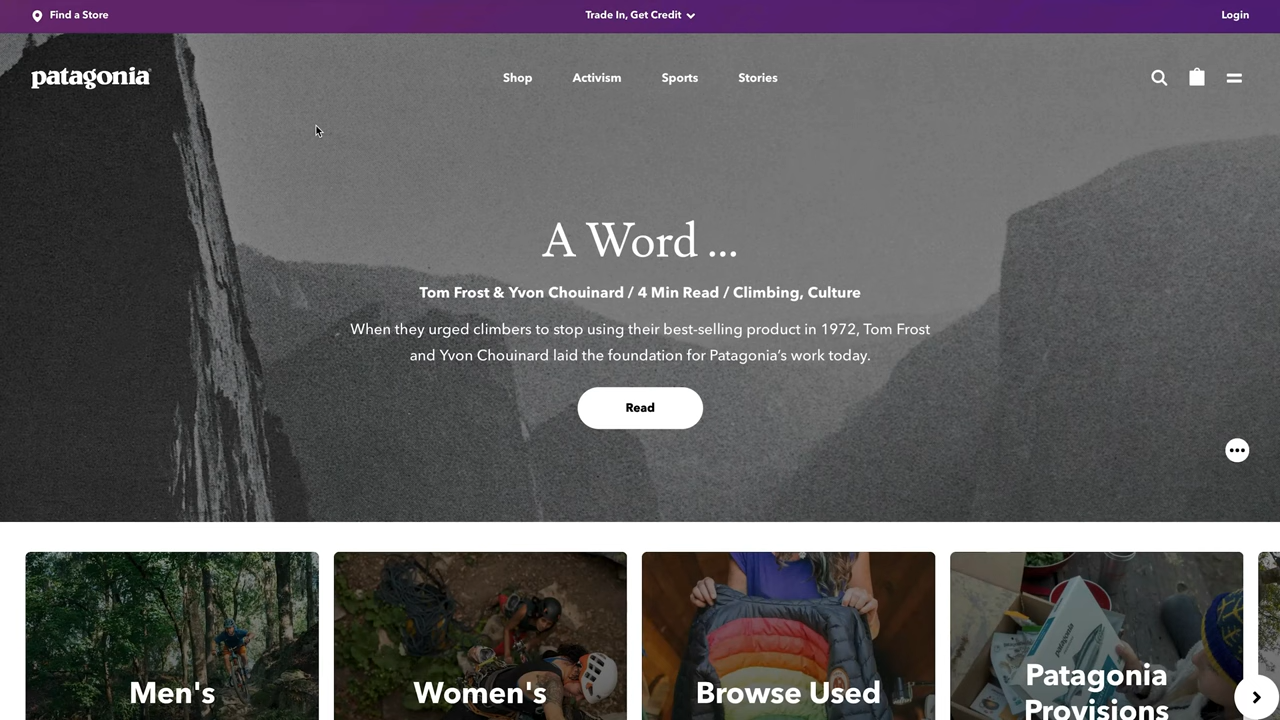 Find a Store
Trade In, Get Credit
Login
patagonia
Shop
Activism
Sports
Stories
A Word ...
Tom Frost & Yvon Chouinard / 4 Min Read / Climbing, Culture
When they urged climbers to stop using their best-selling product in 1972, Tom Frost
and Yvon Chouinard laid the foundation for Patagonia’s work today.
Read
Men's
Women's
Browse Used
patagonia
Patagonia
Provisions